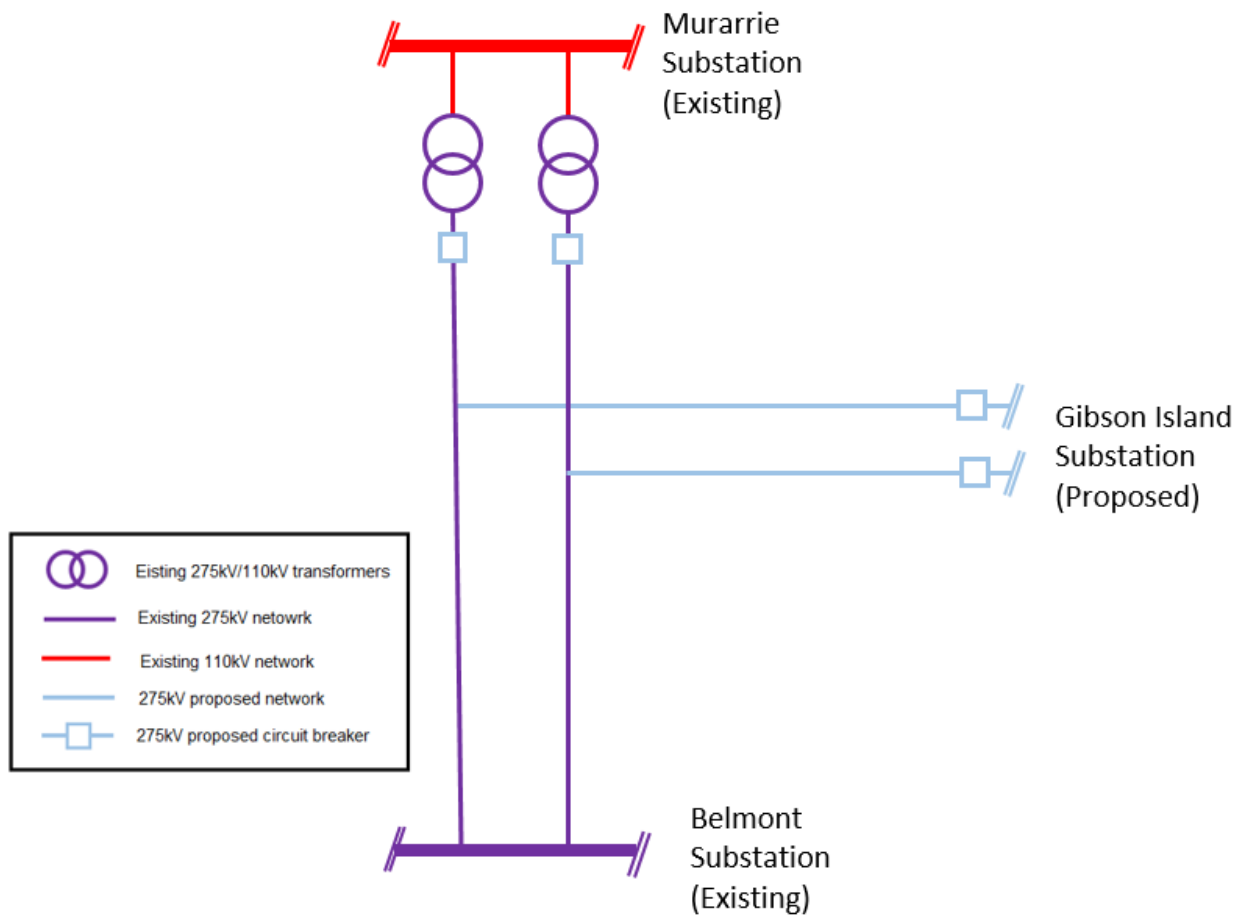 Murarrie
Substation
(Existing)
Gibson Island
Substation
(Proposed)
Eisting 275kV/110kV transformers
Existing 275kV netowrk
Existing 110kV network
275kV proposed network
275kV proposed circuit breaker
Belmont
Substation
(Existing)